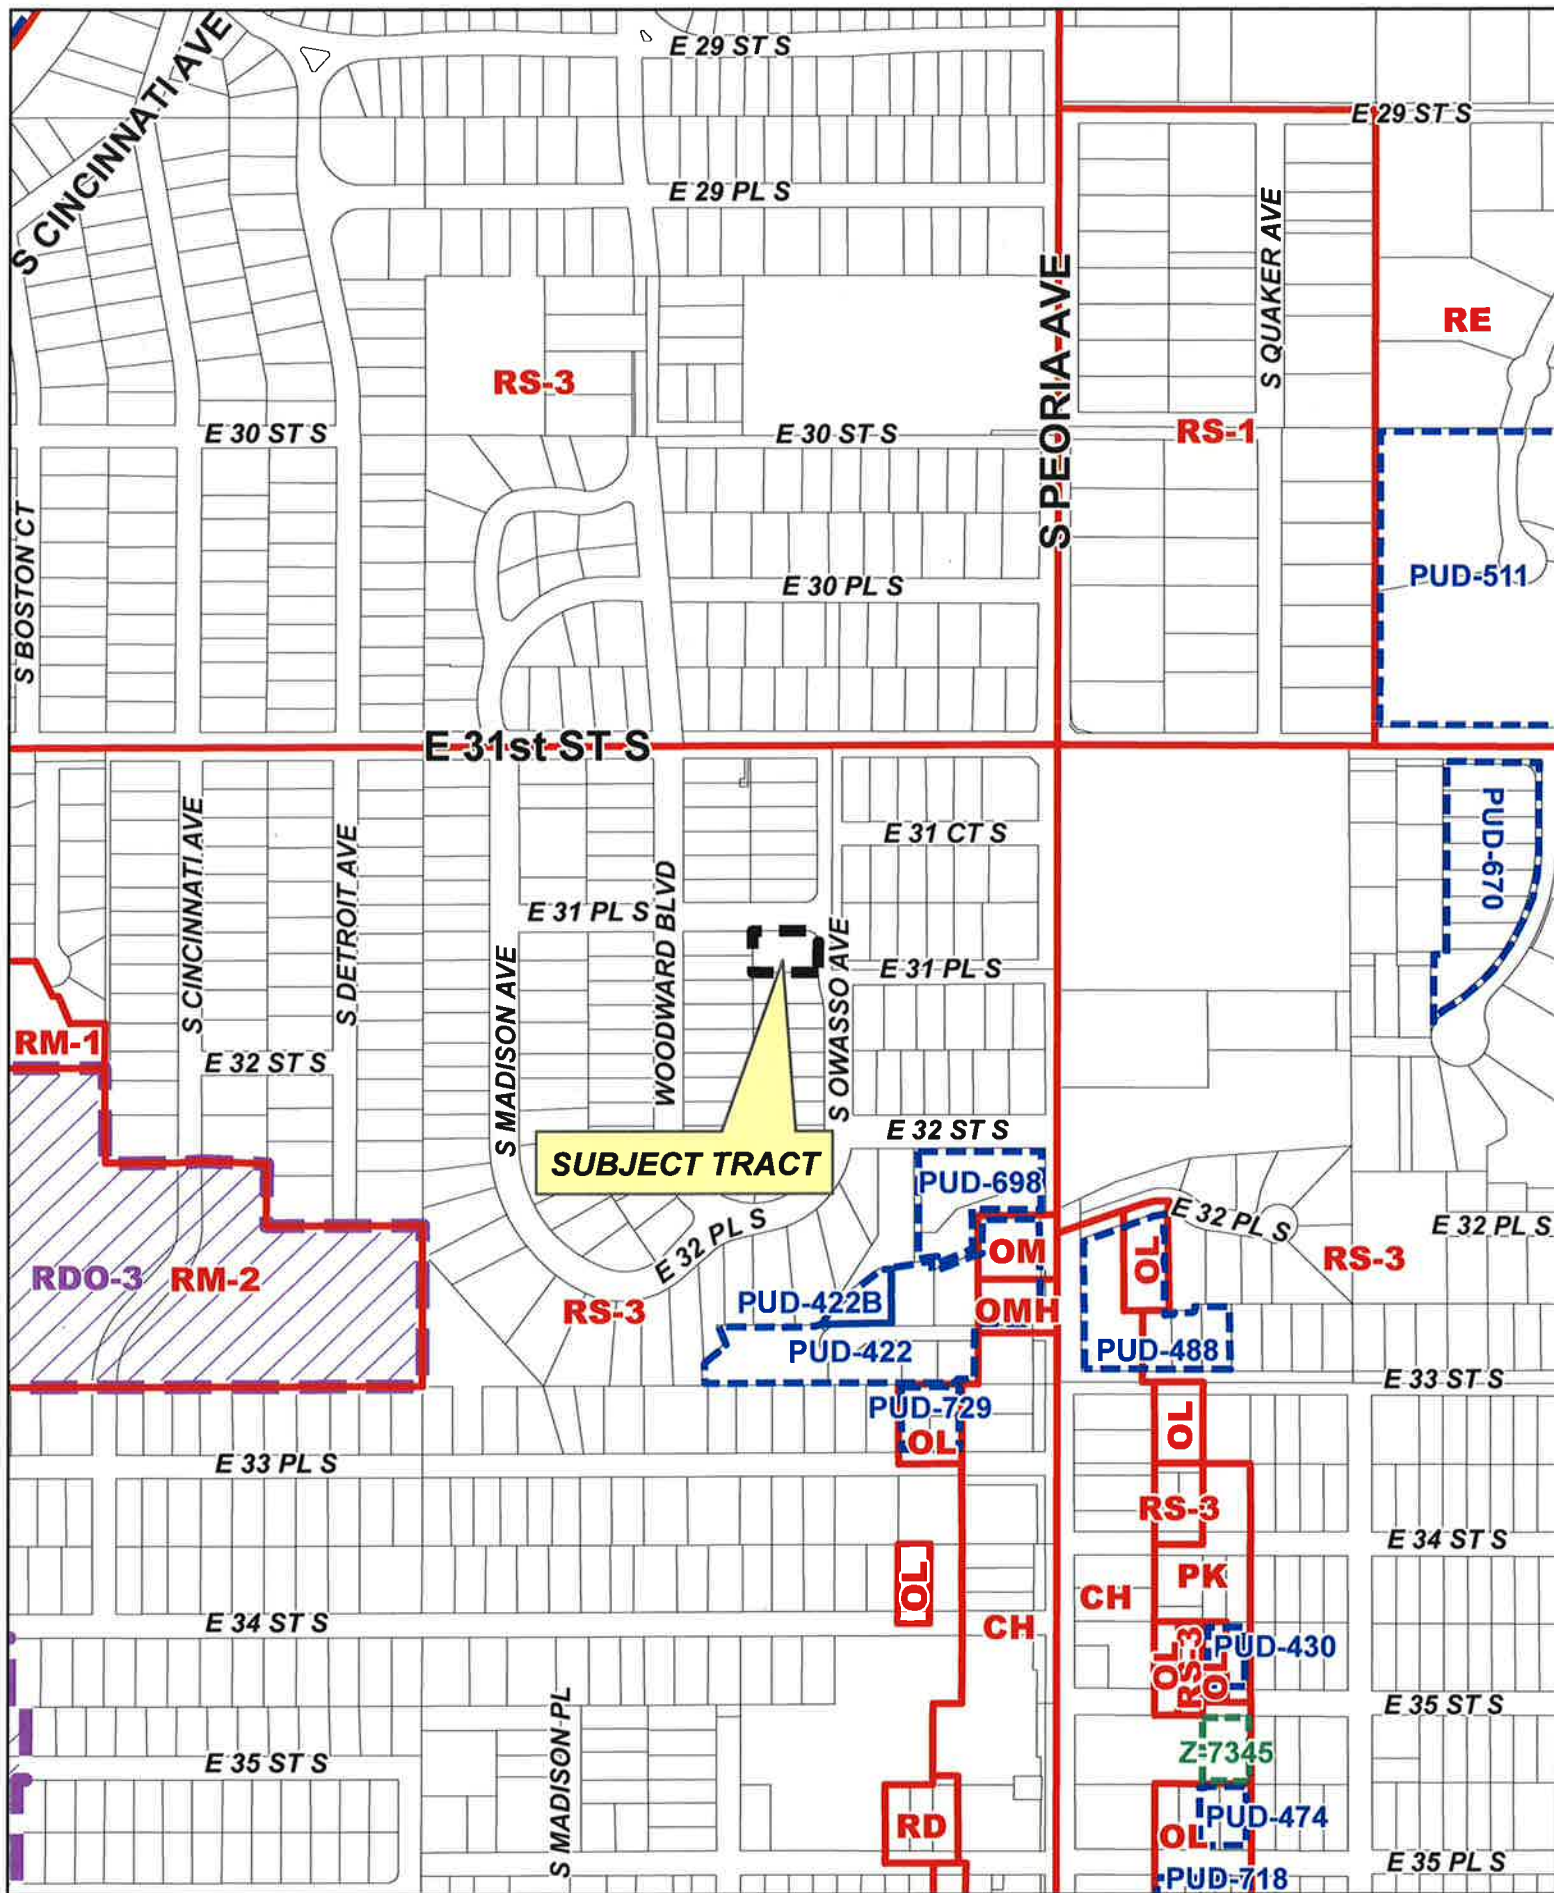 S CINCINNATI AVE
E 29 ST S
E 29 ST S
E 29 PL S
S PEORIA AVE
S QUAKER AVE
RE
RS-3
E 30 ST S
E 30 ST S
RS-1
S BOSTON CT
PUD-511
E 30 PL S
E 31st ST S
S CINCINNATI AVE
S DETROIT AVE
E 31 CT S
PUD-670
E 31 PL S
WOODWARD BLVD
S MADISON AVE
S OWASSO AVE
E 31 PL S
RM-1
E 32 ST S
E 32 ST S
SUBJECT TRACT
PUD-698
E 32 PL S
E 32 PL S
E 32 PL S
OM
OL
RS-3
RDO-3
RM-2
PUD-422B
RS-3
OMH
PUD-422
PUD-488
E 33 ST S
PUD-729
OL
OL
E 33 PL S
RS-3
E 34 ST S
OL
PK
CH
E 34 ST S
CH
OL
RS-3
OL
PUD-430
S MADISON PL
E 35 ST S
Z-7345
E 35 ST S
RD
PUD-474
OL
E 35 PL S
PUD-718